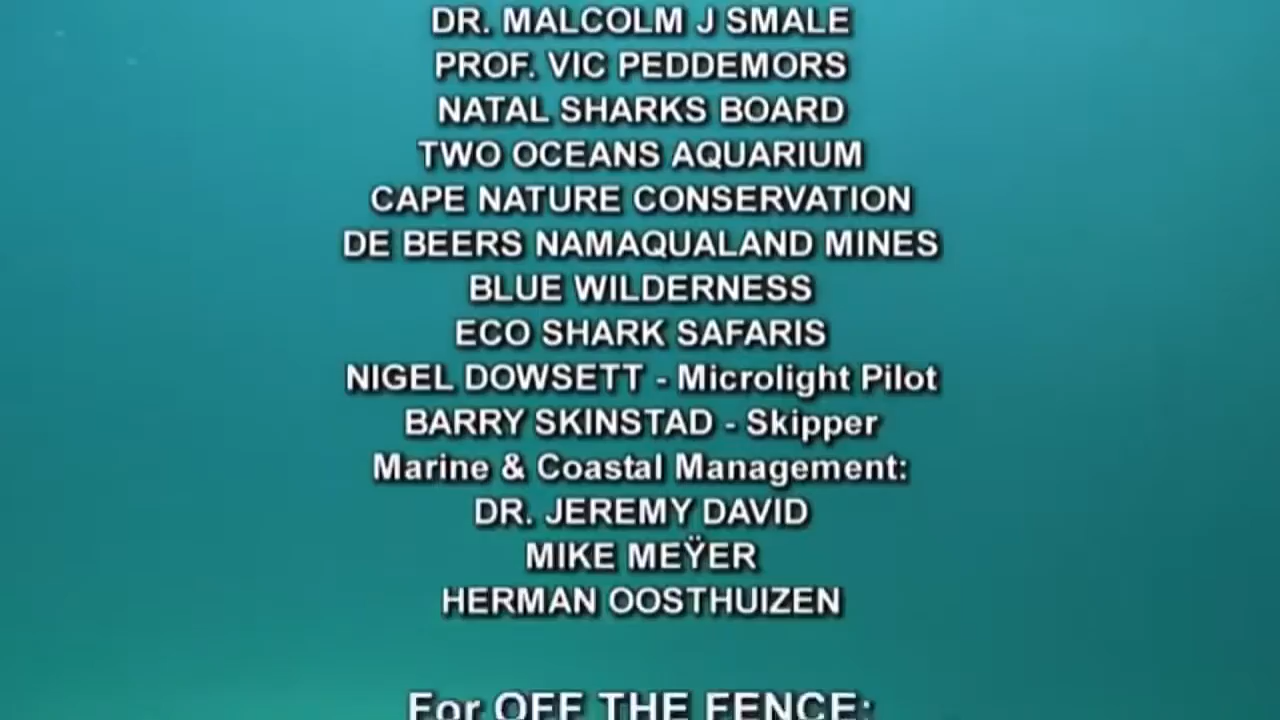 DR. MALCOLM J SMALE
PROF. VIC PEDDEMORS
NATAL SHARKS BOARD
TWO OCEANS AQUARIUM
CAPE NATURE CONSERVATION
DE BEERS NAMAQUALAND MINES
BLUE WILDERNESS
ECO SHARK SAFARIS
NIGEL DOWSETT - Microlight Pilot
BARRY SKINSTAD - Skipper
Marine & Coastal Management:
DR. JEREMY DAVID
MIKE MEŸER
HERMAN OOSTHUIZEN
For OFF THE FENCE: